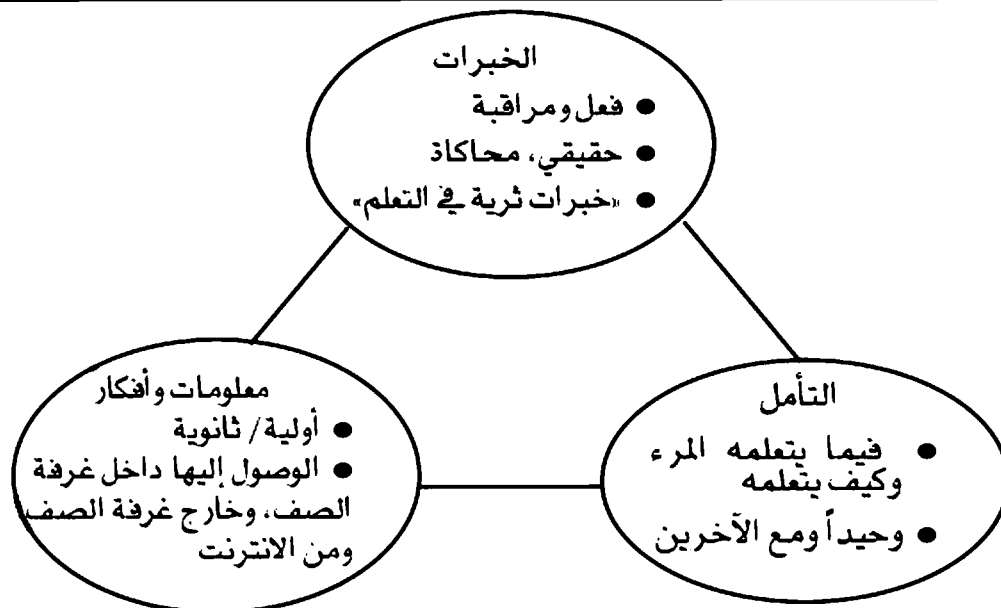 الخبرات
● فعل ومراقبة
● حقيقي، محاكاة
● «خبرات ثرية في التعلم»
معلومات وأفكار
● أولية / ثانوية
● الوصول إليها داخل غرفة
الصف، وخارج غرفة الصف
ومن الانترنت
التأمل
● فيما يتعلمه المرء
وكيف يتعلمه
● وحيداً ومع الآخرين